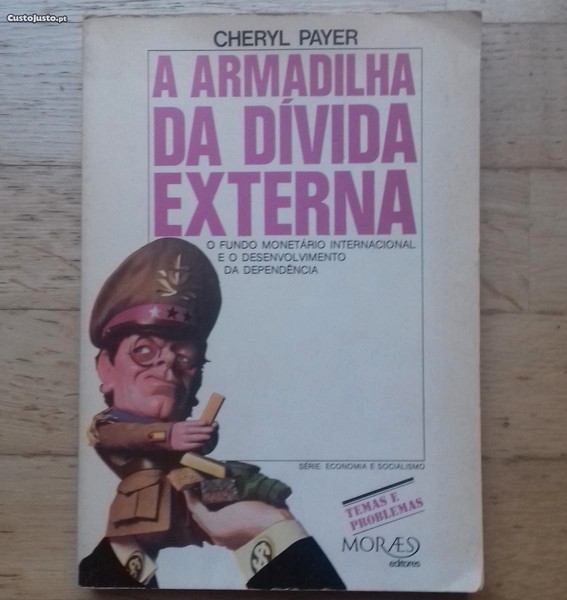 CustoJusto.pt
CHERYL PAYER
A ARMADILHA
DA DÍVIDA
EXTERNA
O FUNDO MONETÁRIO INTERNACIONAL
E O DESENVOLVIMENTO
DA DEPENDÊNCIA
SÉRIE: ECONOMIA E SOCIALISMO
TEMAS E
PROBLEMAS
MORÆS
editores